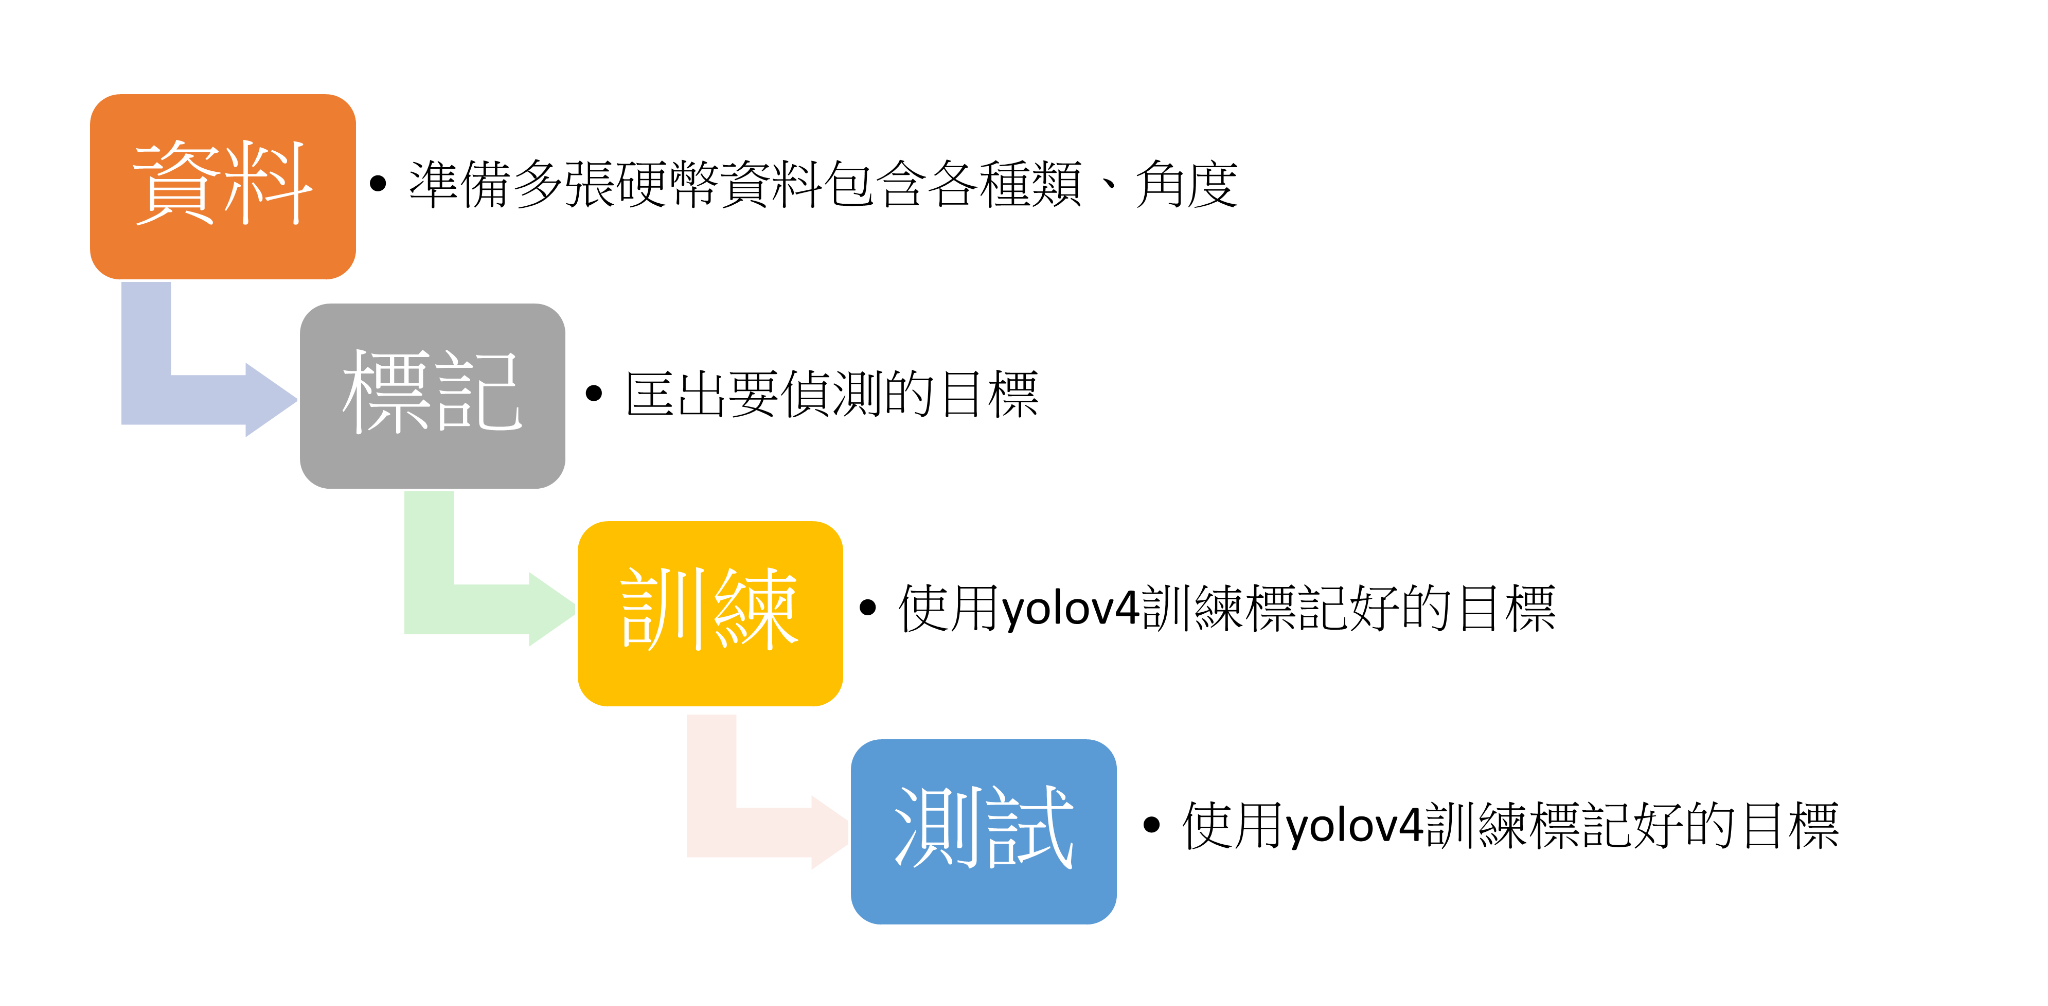 資料
• 準備多張硬幣資料包含各種類、角度
標記
• 匡出要偵測的目標
訓練
• 使用yolov4訓練標記好的目標
測試
• 使用yolov4訓練標記好的目標